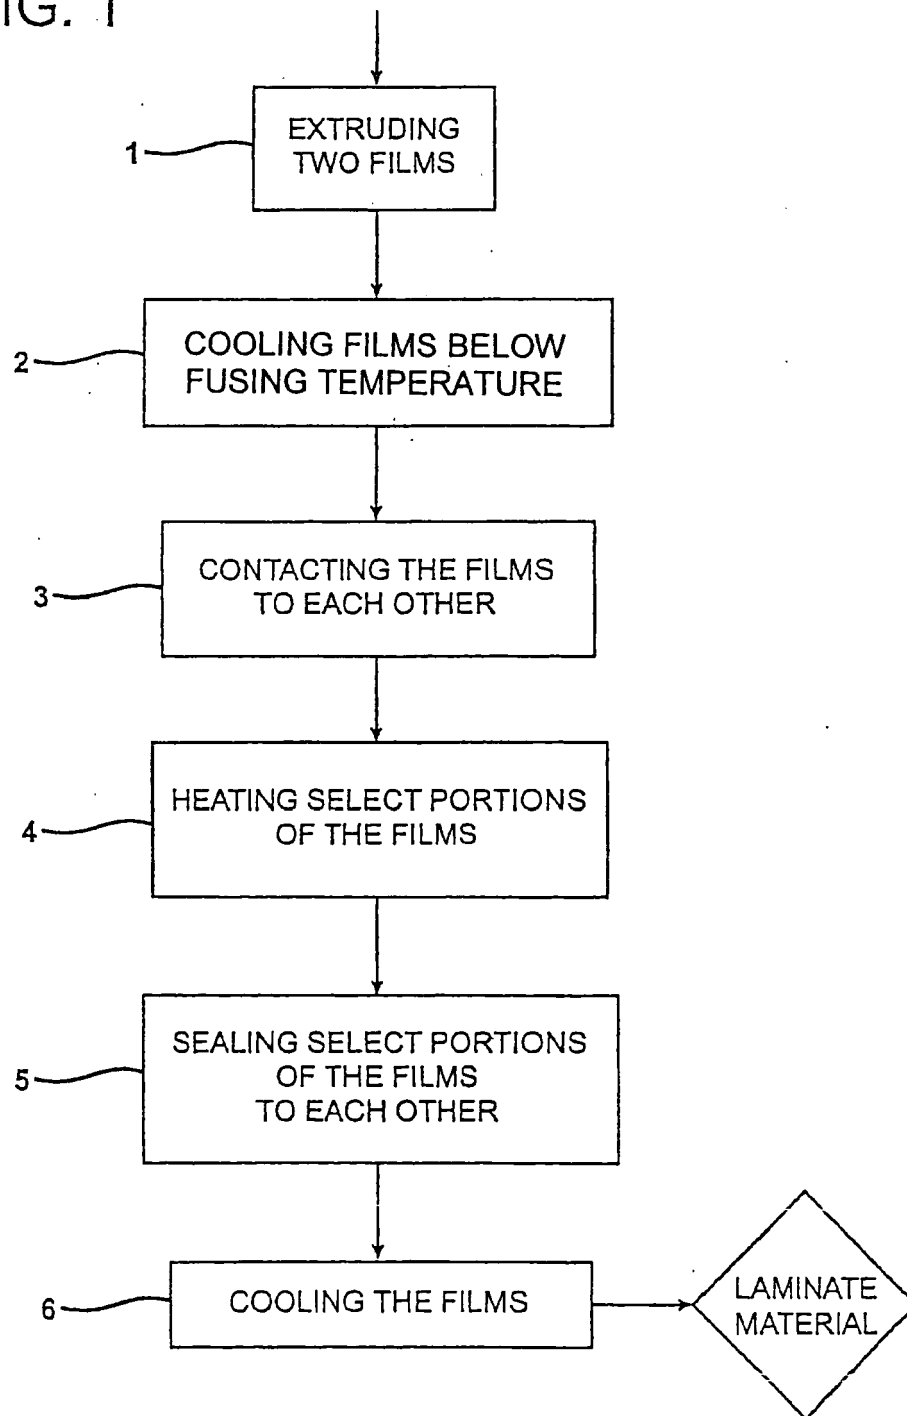 FIG. 1
1
EXTRUDING
TWO FILMS
2
COOLING FILMS BELOW
FUSING TEMPERATURE
3
CONTACTING THE FILMS
TO EACH OTHER
4
HEATING SELECT PORTIONS
OF THE FILMS
5
SEALING SELECT PORTIONS
OF THE FILMS
TO EACH OTHER
6
COOLING THE FILMS
LAMINATE
MATERIAL